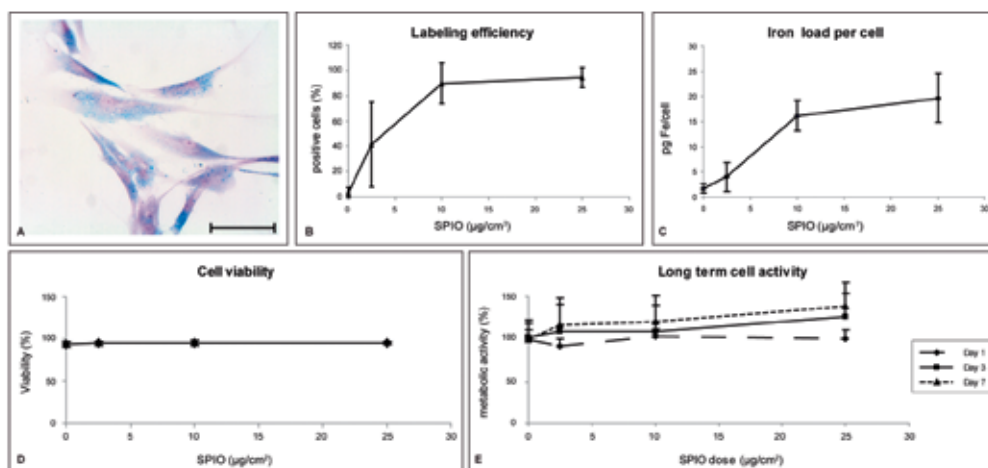 A
Labeling efficiency
positive cells (%)
120
100
80
60
40
20
0
0 5 10 15 20 25 30
SPIO (µg/cm²)
B
Iron load per cell
pg Fe/cell
30
25
20
15
10
5
0
0 5 10 15 20 25 30
SPIO (µg/cm²)
C
Cell viability
Viability (%)
150
100
50
0
0 5 10 15 20 25 30
SPIO (µg/cm²)
D
Long term cell activity
metabolic activity (%)
150
100
50
0
0 5 10 15 20 25 30
SPIO dose (µg/cm²)
E
Day 1
Day 3
Day 7